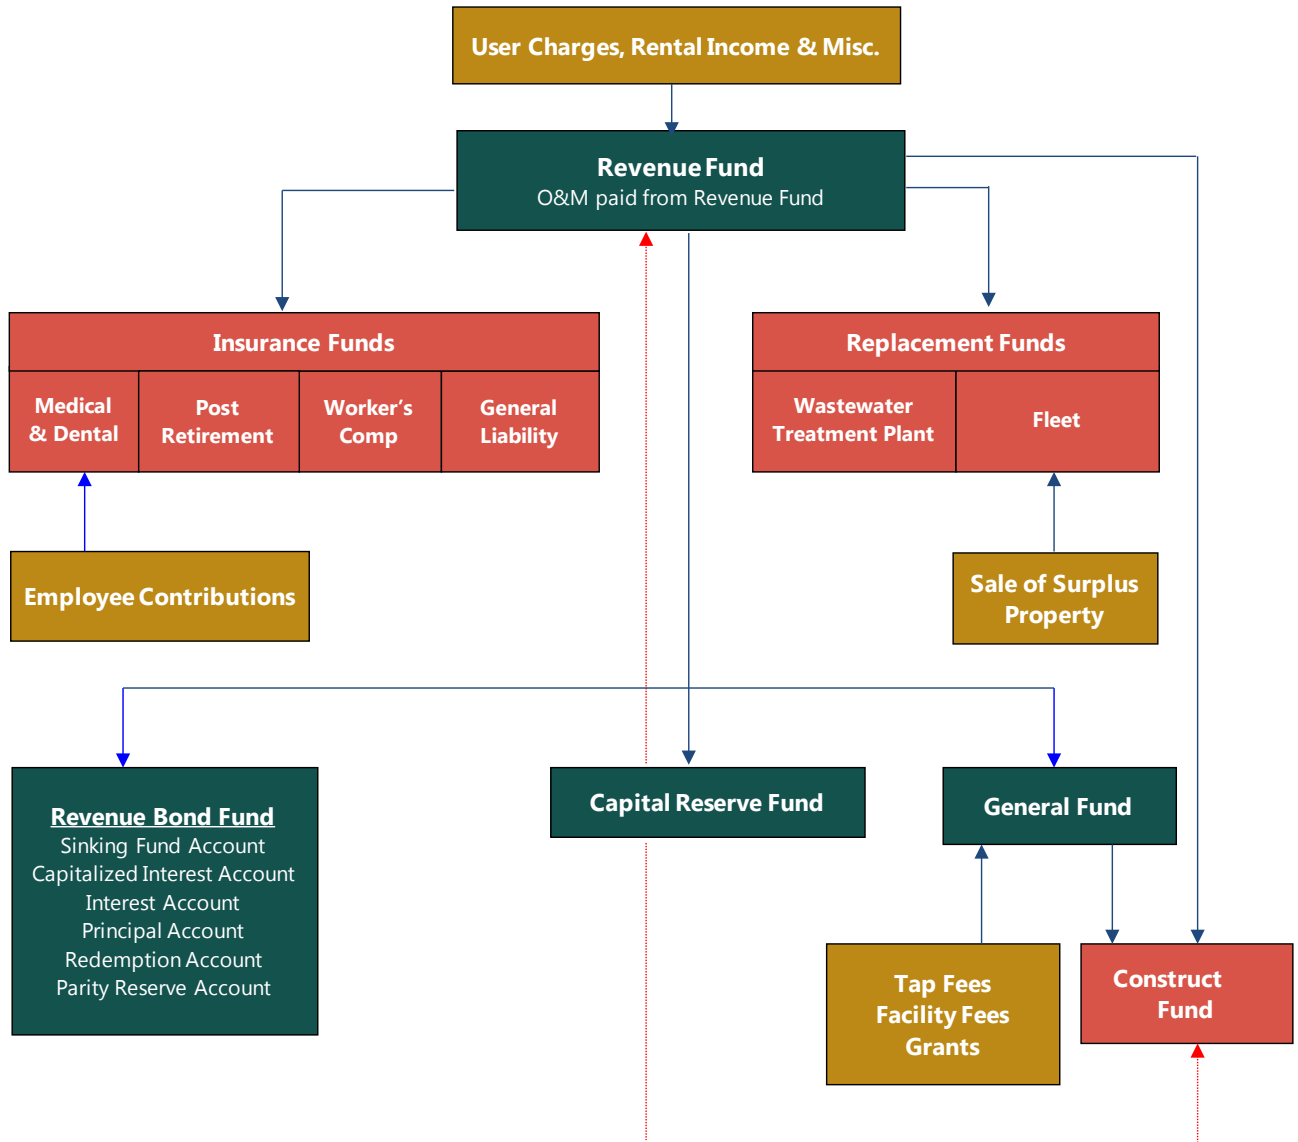 User Charges, Rental Income & Misc.
Revenue Fund
O&M paid from Revenue Fund
Insurance Funds
Medical
& Dental
Post
Retirement
Worker's
Comp
General
Liability
Replacement Funds
Wastewater
Treatment Plant
Fleet
Employee Contributions
Sale of Surplus
Property
Revenue Bond Fund
Sinking Fund Account
Capitalized Interest Account
Interest Account
Principal Account
Redemption Account
Parity Reserve Account
Capital Reserve Fund
General Fund
Tap Fees
Facility Fees
Grants
Construct
Fund